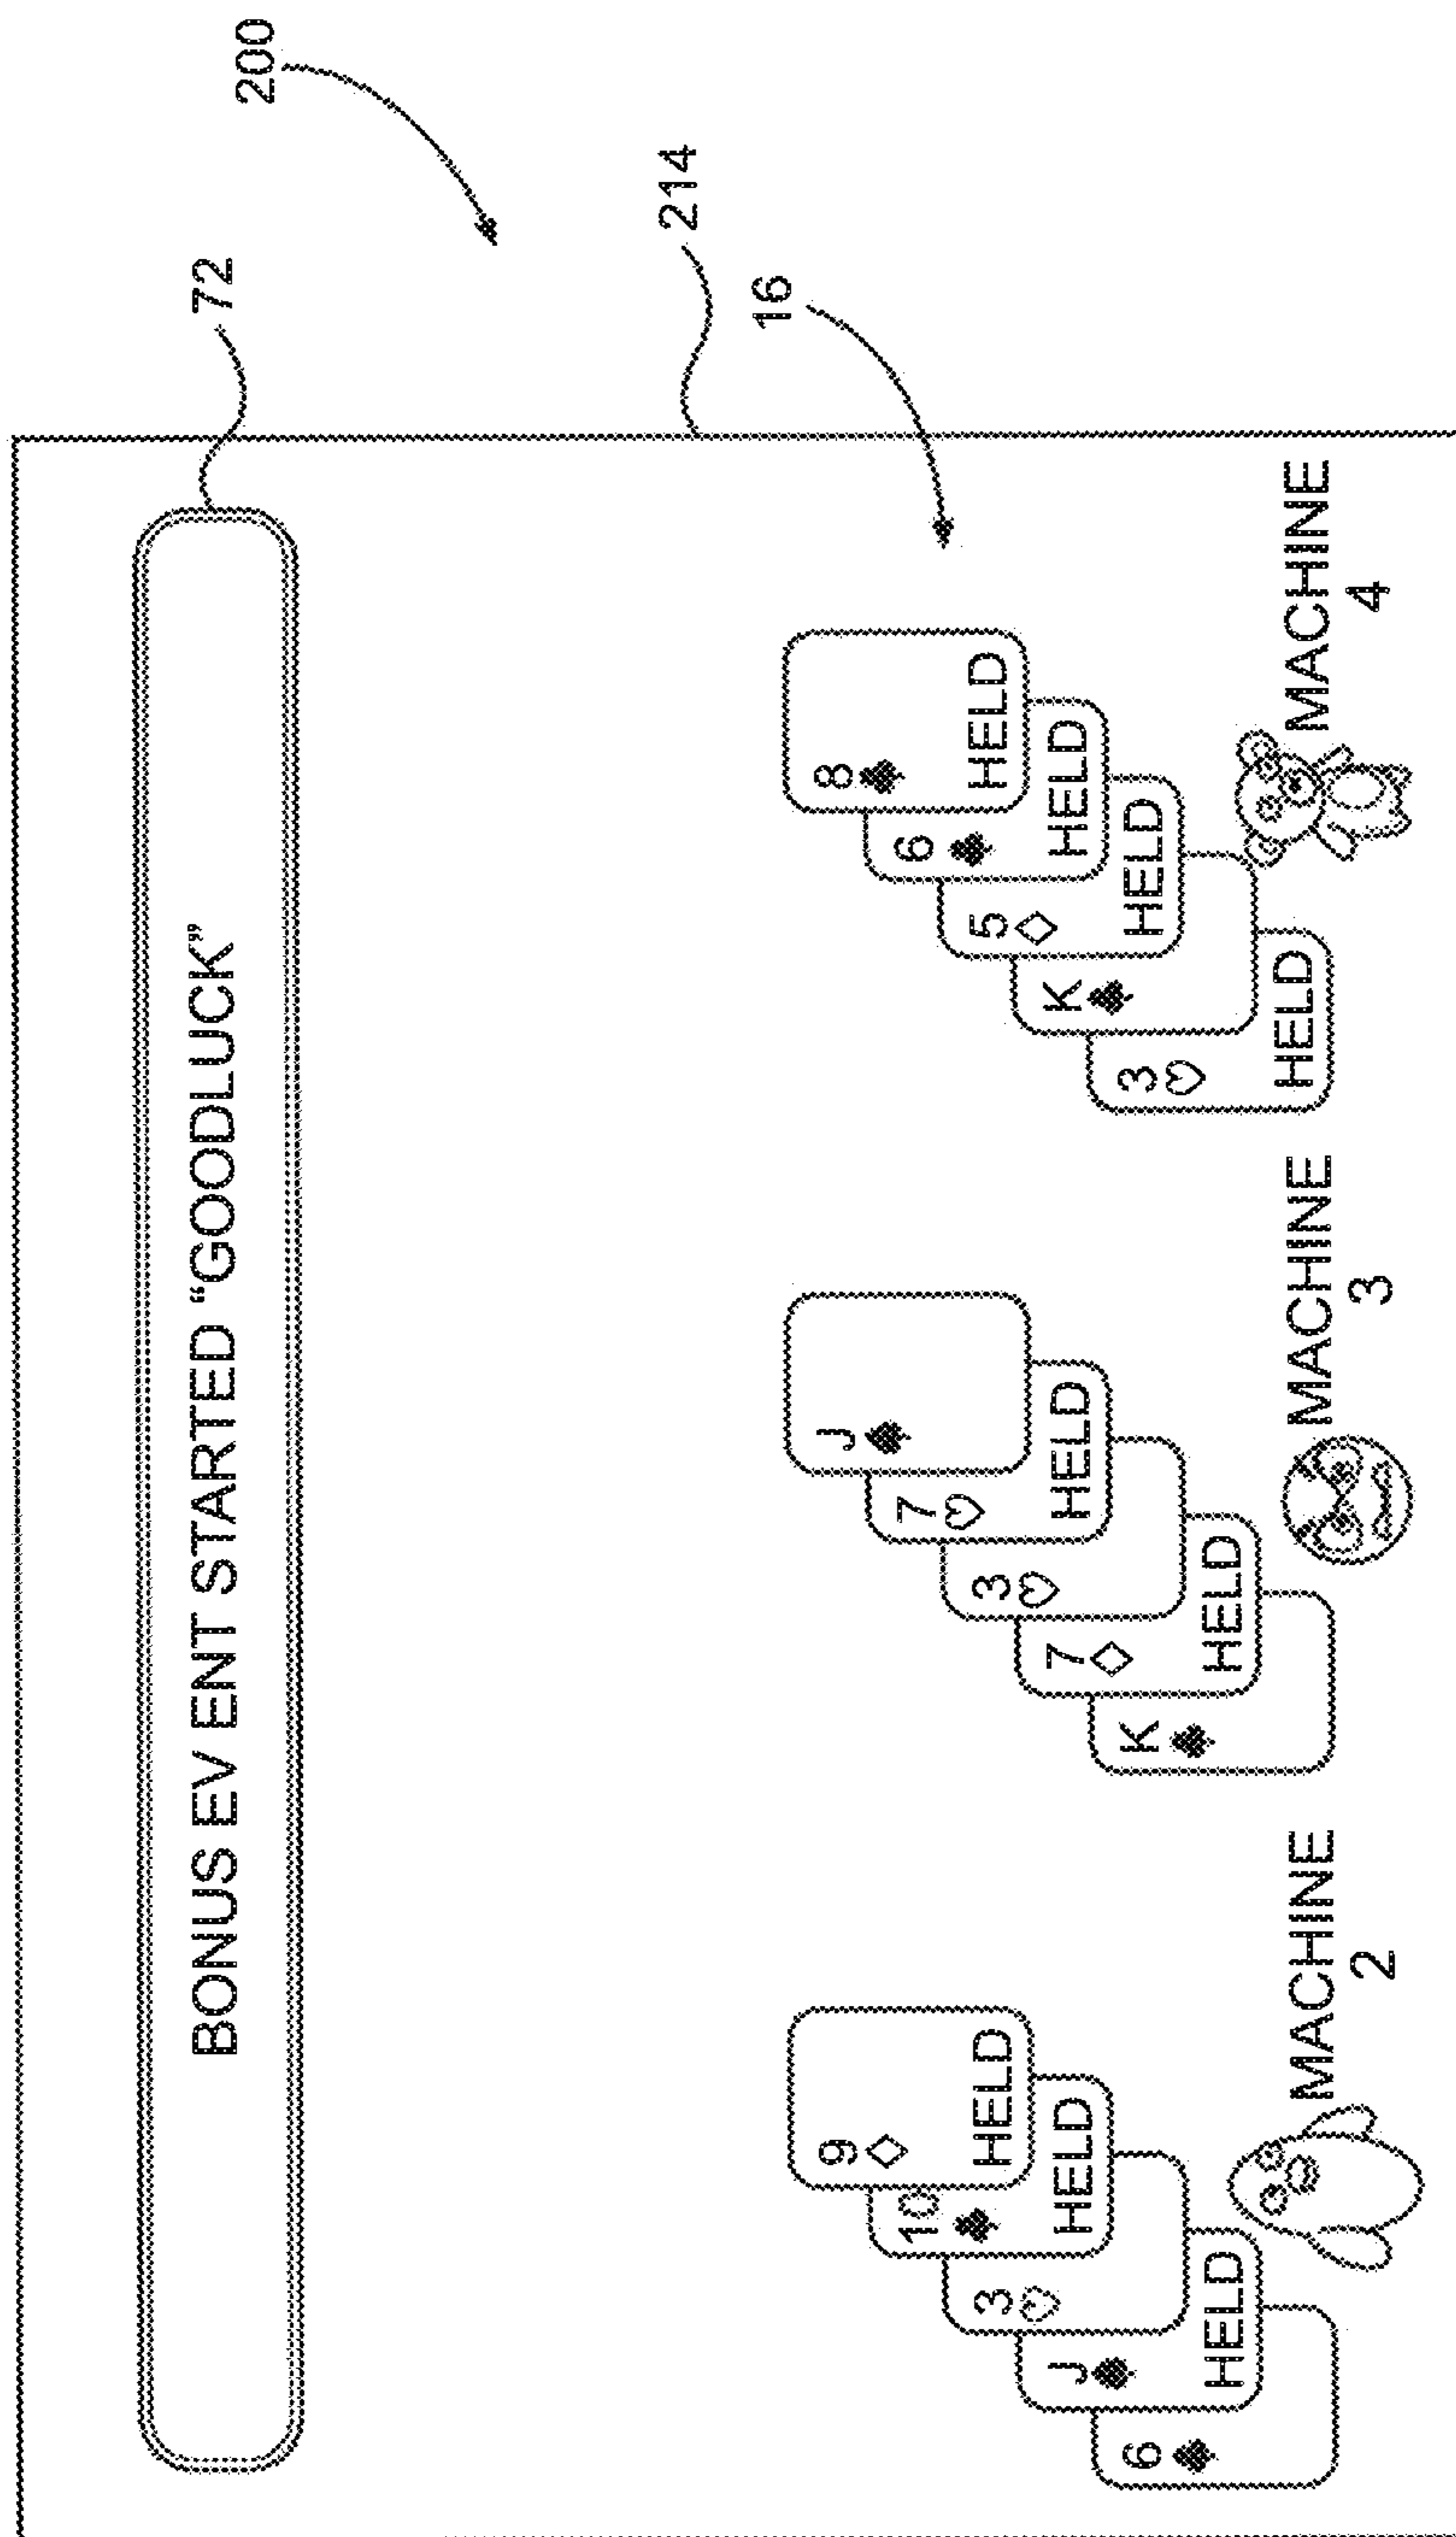 200
72
BONUS EV ENT STARTED “GOODLUCK”
214
16
9
HELD
10
HELD
3
J
HELD
6
MACHINE
2
J
7
HELD
3
7
HELD
K
MACHINE
3
8
HELD
6
HELD
5
HELD
K
3
HELD
MACHINE
4